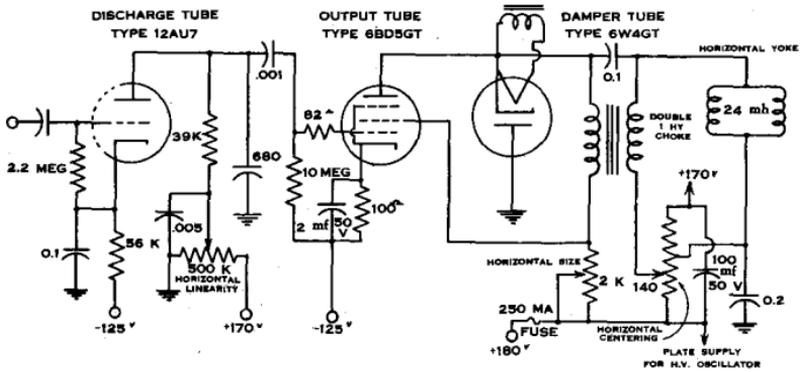 DISCHARGE TUBE
TYPE 12AU7
OUTPUT TUBE
TYPE 6BD5GT
DAMPER TUBE
TYPE 6W4GT
HORIZONTAL YOKE
.001
0.1
24 mh
39K
82Ω
DOUBLE
1 HY
CHOKE
2.2 MEG
680
10 MEG
100Ω
+170V
.005
2 mf
50
V
0.1
56 K
500 K
HORIZONTAL
LINEARITY
HORIZONTAL SIZE
2 K
140
100
mf
50 V
0.2
250 MA
FUSE
HORIZONTAL
CENTERING
-125V
+170V
-125V
+180V
PLATE SUPPLY
FOR H.V. OSCILLATOR